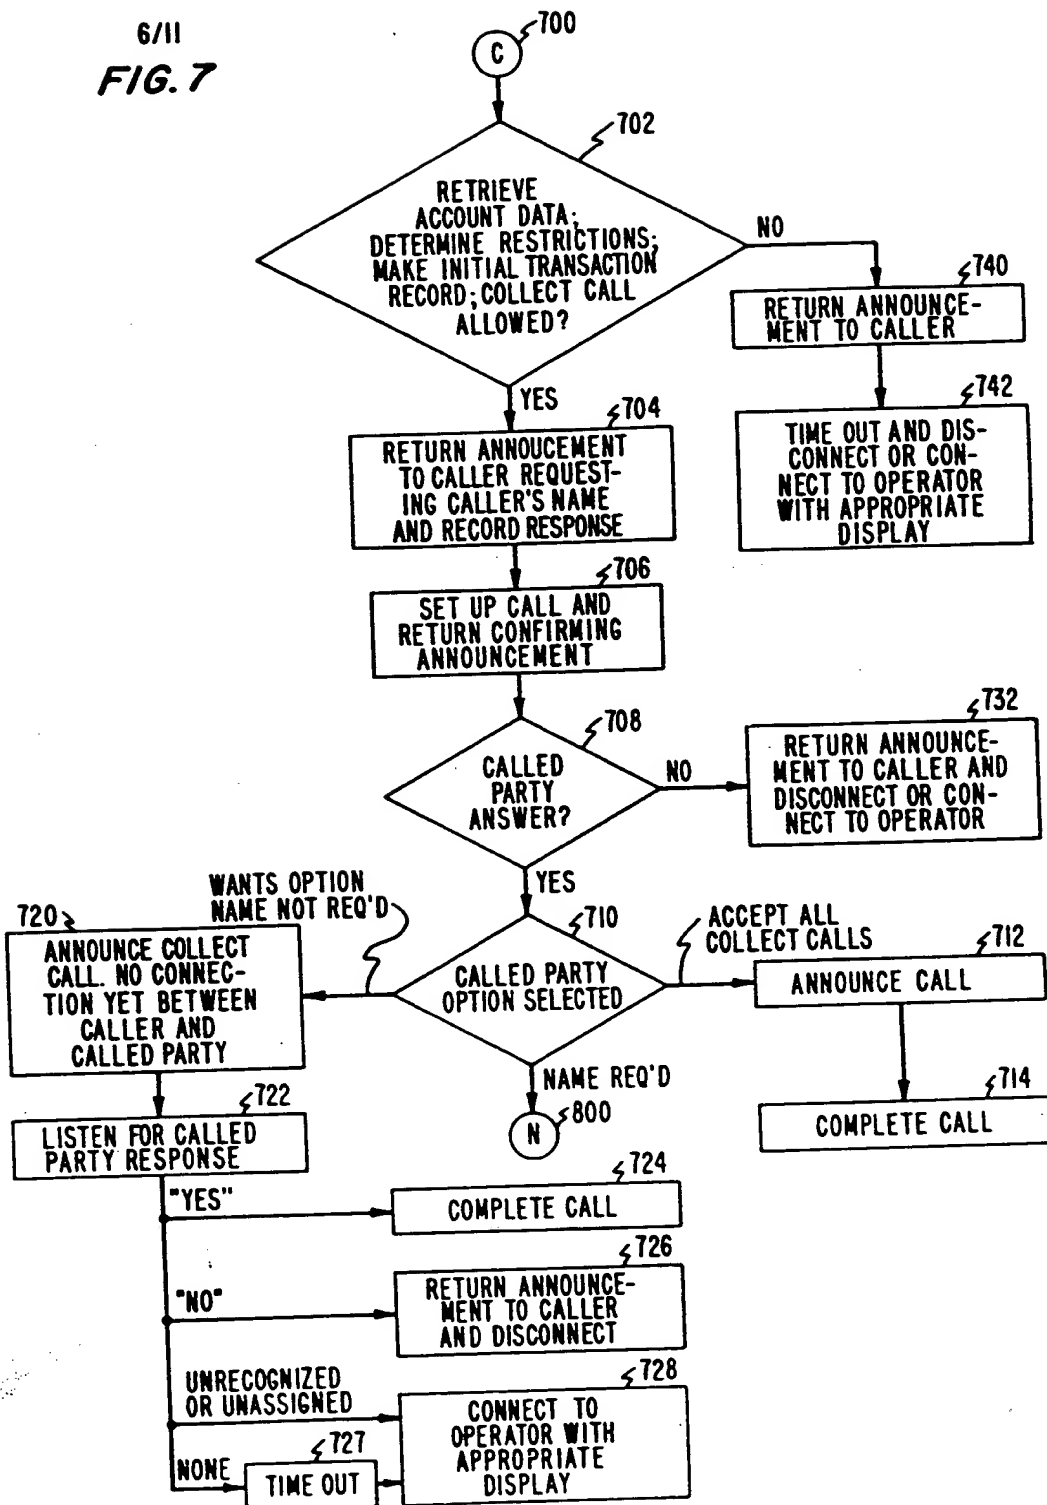 6/11
FIG. 7
700
C
702
RETRIEVE
ACCOUNT DATA;
DETERMINE RESTRICTIONS;
MAKE INITIAL TRANSACTION
RECORD; COLLECT CALL
ALLOWED?
NO
740
RETURN ANNOUNCE-
MENT TO CALLER
742
TIME OUT AND DIS-
CONNECT OR CON-
NECT TO OPERATOR
WITH APPROPRIATE
DISPLAY
YES
704
RETURN ANNOUCEMENT
TO CALLER REQUEST-
ING CALLER'S NAME
AND RECORD RESPONSE
706
SET UP CALL AND
RETURN CONFIRMING
ANNOUNCEMENT
708
CALLED
PARTY
ANSWER?
NO
732
RETURN ANNOUNCE-
MENT TO CALLER AND
DISCONNECT OR CON-
NECT TO OPERATOR
YES
WANTS OPTION
NAME NOT REQ'D
710
CALLED PARTY
OPTION SELECTED
ACCEPT ALL
COLLECT CALLS
712
ANNOUNCE CALL
714
COMPLETE CALL
NAME REQ'D
800
N
720
ANNOUNCE COLLECT
CALL. NO CONNEC-
TION YET BETWEEN
CALLER AND
CALLED PARTY
722
LISTEN FOR CALLED
PARTY RESPONSE
"YES"
724
COMPLETE CALL
"NO"
726
RETURN ANNOUNCE-
MENT TO CALLER
AND DISCONNECT
UNRECOGNIZED
OR UNASSIGNED
728
CONNECT TO
OPERATOR WITH
APPROPRIATE
DISPLAY
NONE
727
TIME OUT